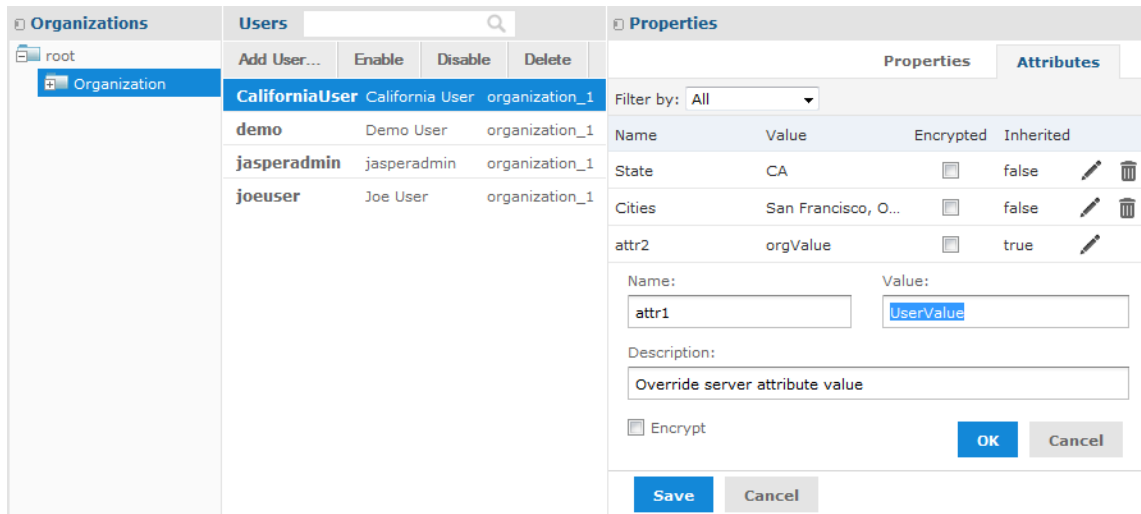 Organizations
root
Organization
Users
Add User... Enable Disable Delete
CaliforniaUser California User organization_1
demo Demo User organization_1
jasperadmin jasperadmin organization_1
joeuser Joe User organization_1
Properties
Properties Attributes
Filter by: All
Name Value Encrypted Inherited
State CA false
Cities San Francisco, O... false
attr2 orgValue true
Name: Value:
attr1 UserValue
Description:
Override server attribute value
Encrypt
OK Cancel
Save Cancel